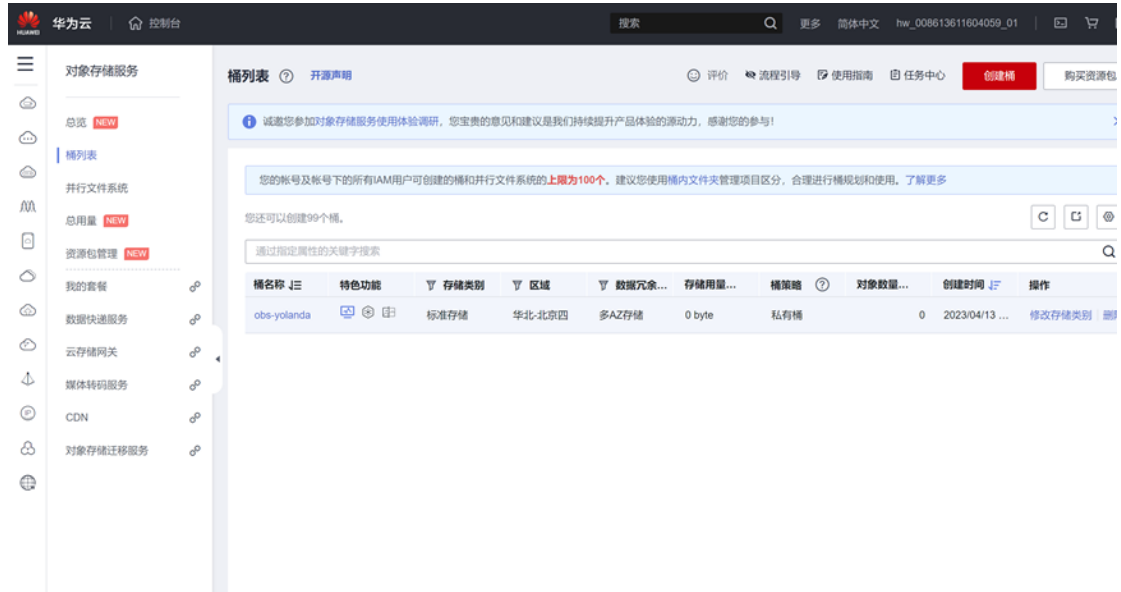 HUAWEI 华为云 控制台 搜索 更多 简体中文 hw_008613611604059_01
对象存储服务
总览 NEW
桶列表
并行文件系统
总用量 NEW
资源包管理 NEW
我的套餐
数据快递服务
云存储网关
媒体转码服务
CDN
对象存储迁移服务
桶列表 开源声明 评价 流程引导 使用指南 任务中心 创建桶 购买资源包
诚邀您参加对象存储服务使用体验调研，您宝贵的意见和建议是我们持续提升产品体验的源动力，感谢您的参与！
您的帐号及帐号下的所有IAM用户可创建的桶和并行文件系统的上限为100个。建议您使用桶内文件夹管理项目区分，合理进行桶规划和使用。了解更多
您还可以创建99个桶。
通过指定属性的关键字搜索
桶名称 特色功能 存储类别 区域 数据冗余... 存储用量... 桶策略 对象数量... 创建时间 操作
obs-yolanda 标准存储 华北-北京四 多AZ存储 0 byte 私有桶 0 2023/04/13 ... 修改存储类别